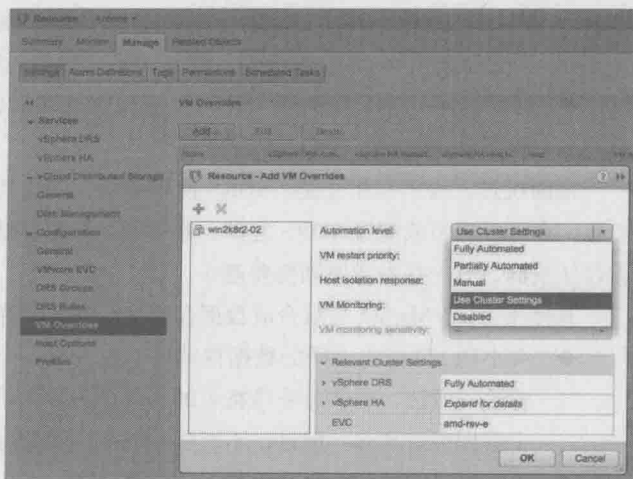 Resource Actions
Summary Monitor Manage Related Objects
Settings Alarm Definitions Tags Permissions Scheduled Tasks
VM Overrides
Services
vSphere DRS
vSphere HA
vCloud Distributed Storage
General
Disk Management
Configuration
General
VMware EVC
DRS Groups
DRS Rules
VM Overrides
Host Options
Profiles
Add... Edit... Delete
Name
Resource - Add VM Overrides
win2k8r2-02
Automation level: Use Cluster Settings
Fully Automated
Partially Automated
Manual
Use Cluster Settings
Disabled
VM restart priority:
Host isolation response:
VM Monitoring:
VM monitoring sensitivity:
Relevant Cluster Settings
vSphere DRS Fully Automated
vSphere HA Expand for details
EVC amd-rev-e
OK Cancel